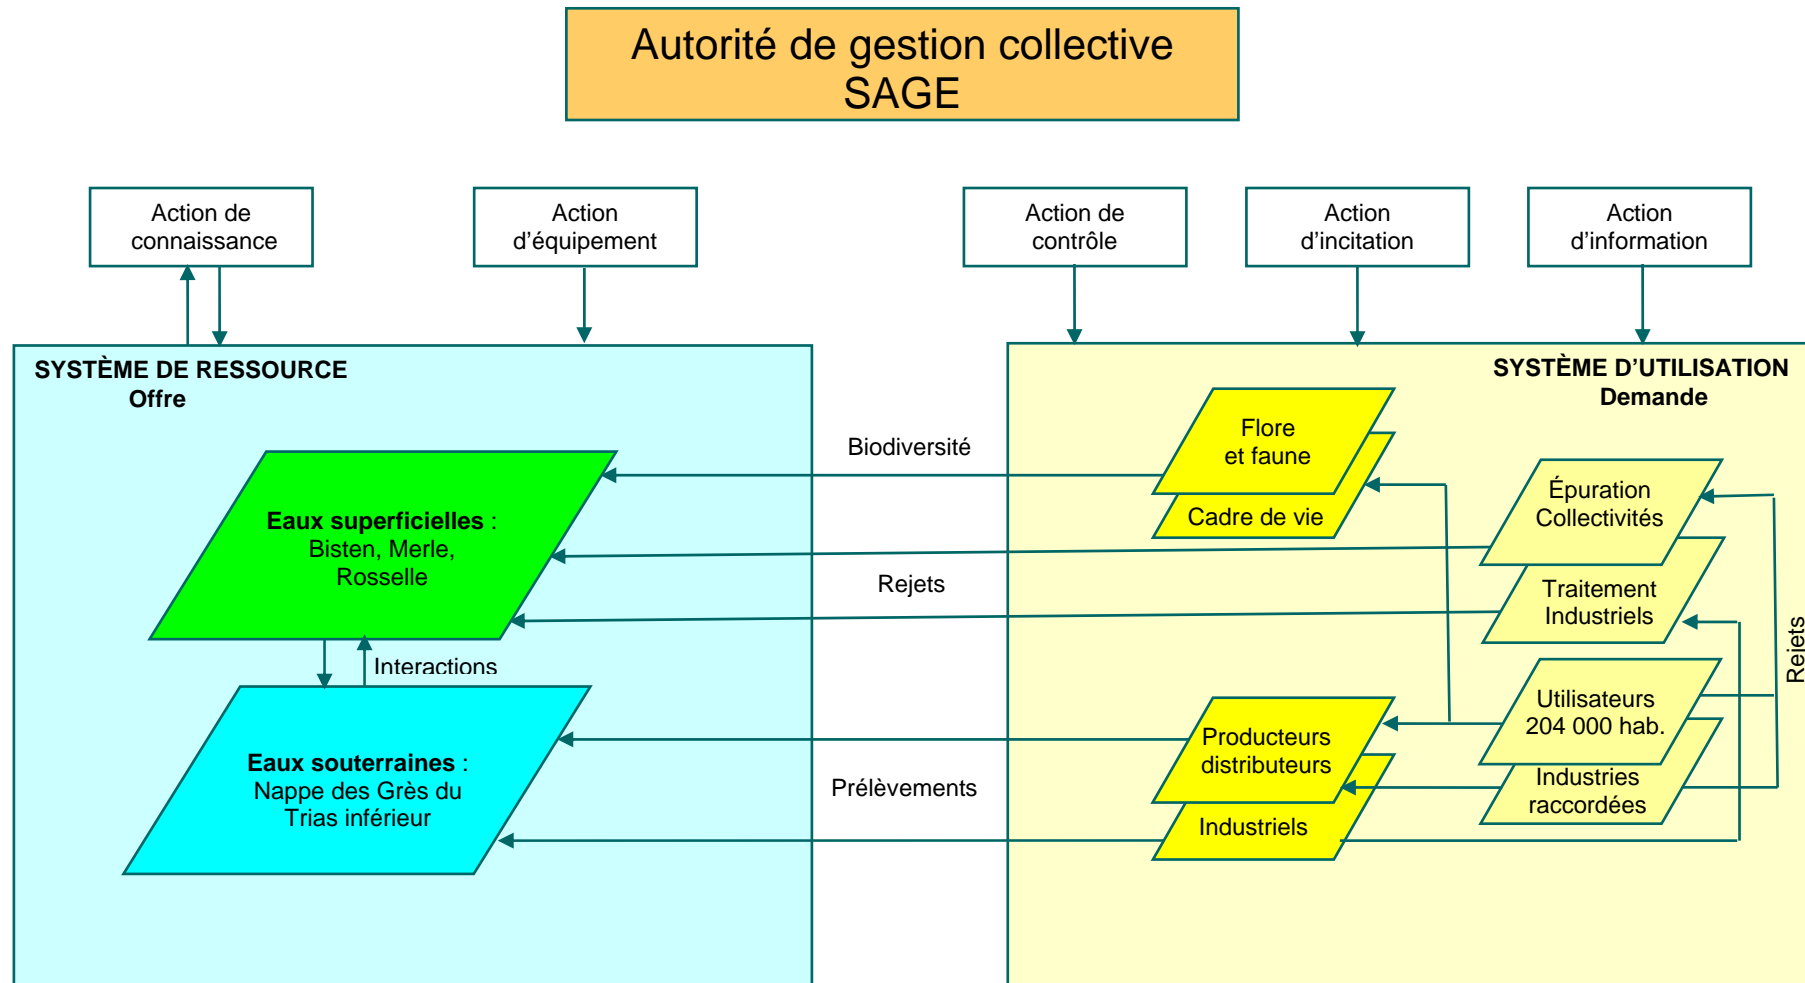 Autorité de gestion collective
SAGE
Action de
connaissance
Action
d’équipement
Action de
contrôle
Action
d’incitation
Action
d’information
SYSTÈME DE RESSOURCE
Offre
SYSTÈME D’UTILISATION
Demande
Biodiversité
Flore
et faune
Cadre de vie
Épuration
Collectivités
Eaux superficielles :
Bisten, Merle,
Rosselle
Rejets
Traitement
Industriels
Rejets
Interactions
Utilisateurs
204 000 hab.
Producteurs
distributeurs
Eaux souterraines :
Nappe des Grès du
Trias inférieur
Prélèvements
Industries
raccordées
Industriels